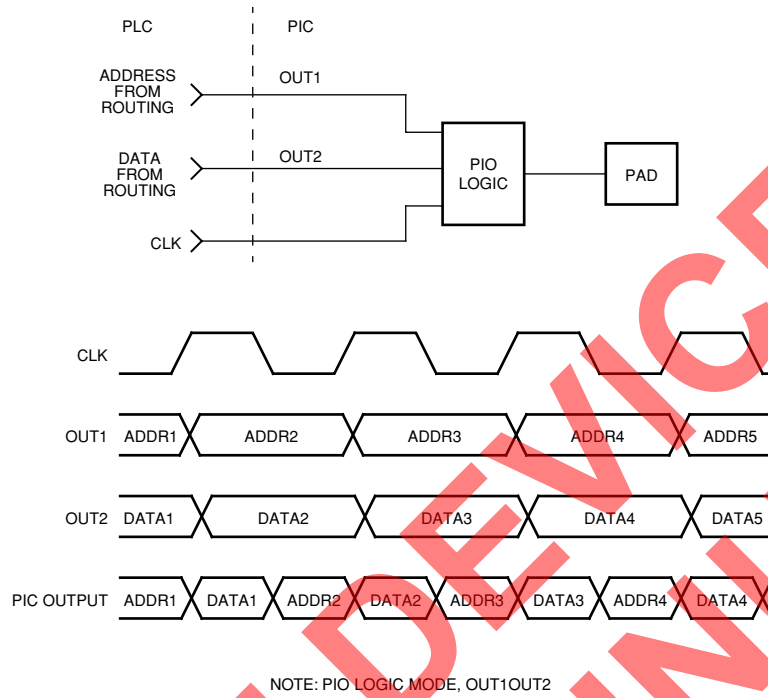 PLC PIC
ADDRESS
FROM
ROUTING
OUT1
DATA
FROM
ROUTING
OUT2
CLK
PIO
LOGIC
PAD
CLK
OUT1 ADDR1 ADDR2 ADDR3 ADDR4 ADDR5
OUT2 DATA1 DATA2 DATA3 DATA4 DATA5
PIC OUTPUT ADDR1 DATA1 ADDR2 DATA2 ADDR3 DATA3 ADDR4 DATA4
NOTE: PIO LOGIC MODE, OUT1OUT2
DEVICE